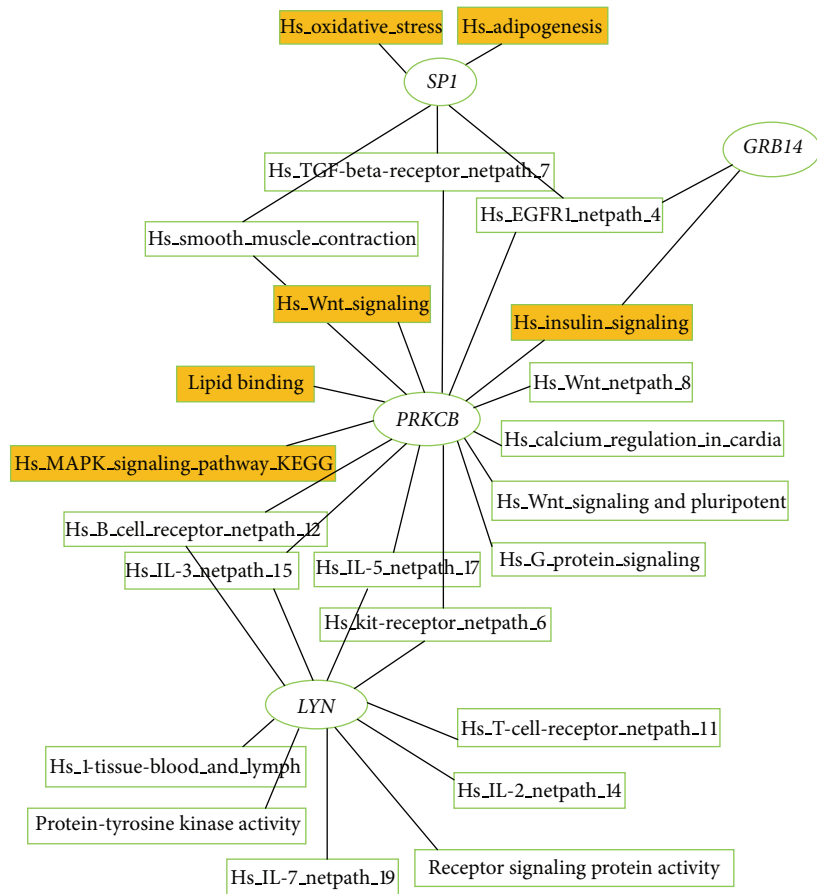 Hs_oxidative_stress
Hs_adipogenesis
SP1
GRB14
Hs_TGF-beta-receptor_netpath_7
Hs_EGFR1_netpath_4
Hs_smooth_muscle_contraction
Hs_Wnt_signaling
Hs_insulin_signaling
Lipid binding
Hs_Wnt_netpath_8
PRKCB
Hs_calcium_regulation_in_cardia
Hs_MAPK_signaling_pathway_KEGG
Hs_Wnt_signaling and pluripotent
Hs_B_cell_receptor_netpath_12
Hs_IL-3_netpath_15
Hs_IL-5_netpath_17
Hs_G_protein_signaling
Hs_kit-receptor_netpath_6
LYN
Hs_T-cell-receptor_netpath_11
Hs_1-tissue-blood_and_lymph
Hs_IL-2_netpath_14
Protein-tyrosine kinase activity
Receptor signaling protein activity
Hs_IL-7_netpath_19